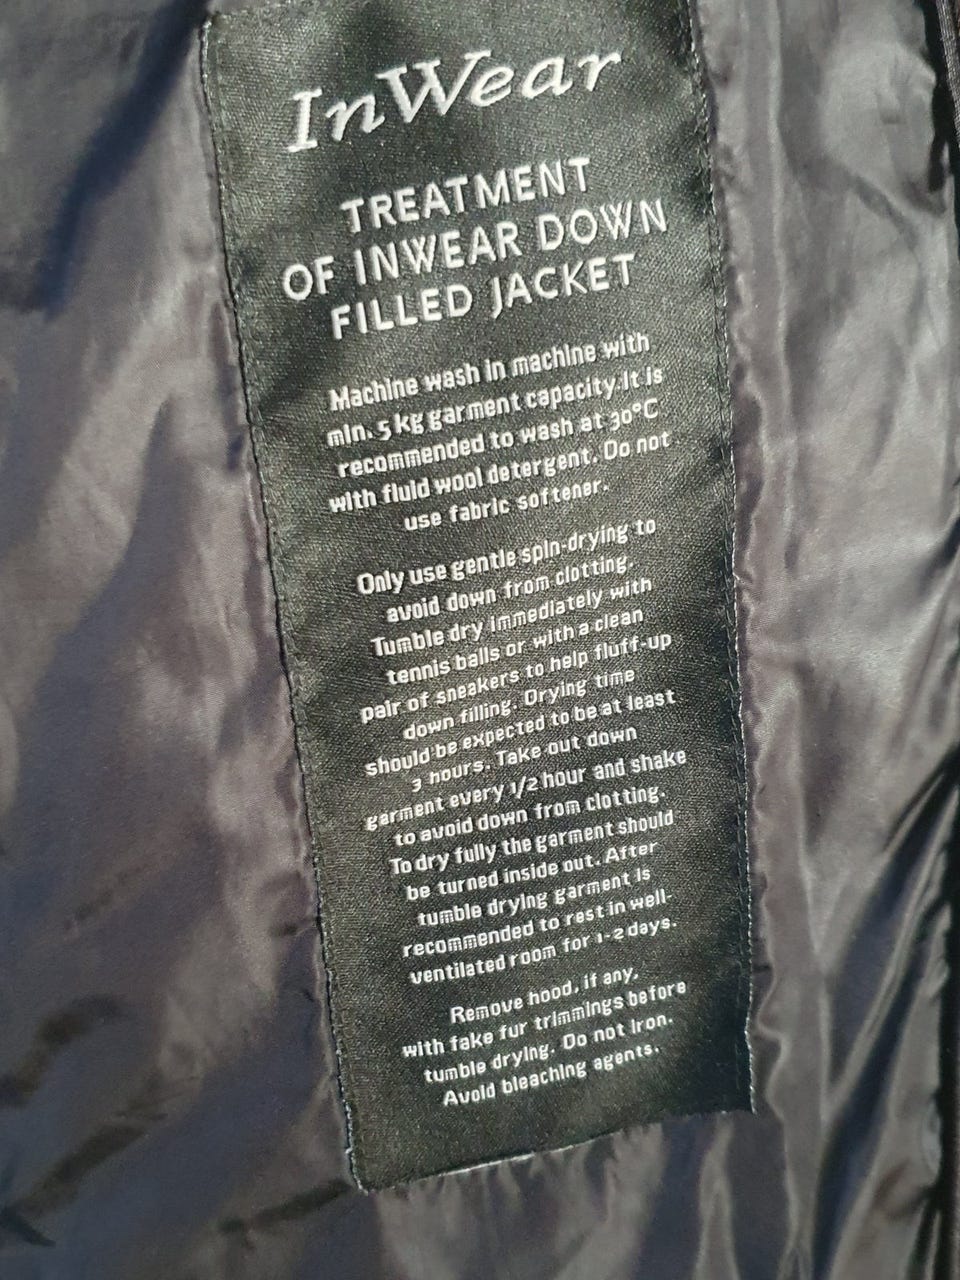 InWear
TREATMENT
OF INWEAR DOWN
FILLED JACKET
Machine wash in machine with
min. 5 kg garment capacity. It is
recommended to wash at 30°C
with fluid wool detergent. Do not
use fabric softener.
Only use gentle spin-drying to
avoid down from clotting.
Tumble dry immediately with
tennis balls or with a clean
pair of sneakers to help fluff-up
down filling. Drying time
should be expected to be at least
3 hours. Take out down
garment every 1/2 hour and shake
to avoid down from clotting.
To dry fully the garment should
be turned inside out. After
tumble drying garment is
recommended to rest in well-
ventilated room for 1-2 days.
Remove hood, if any,
with fake fur trimmings before
tumble drying. Do not iron.
Avoid bleaching agents.